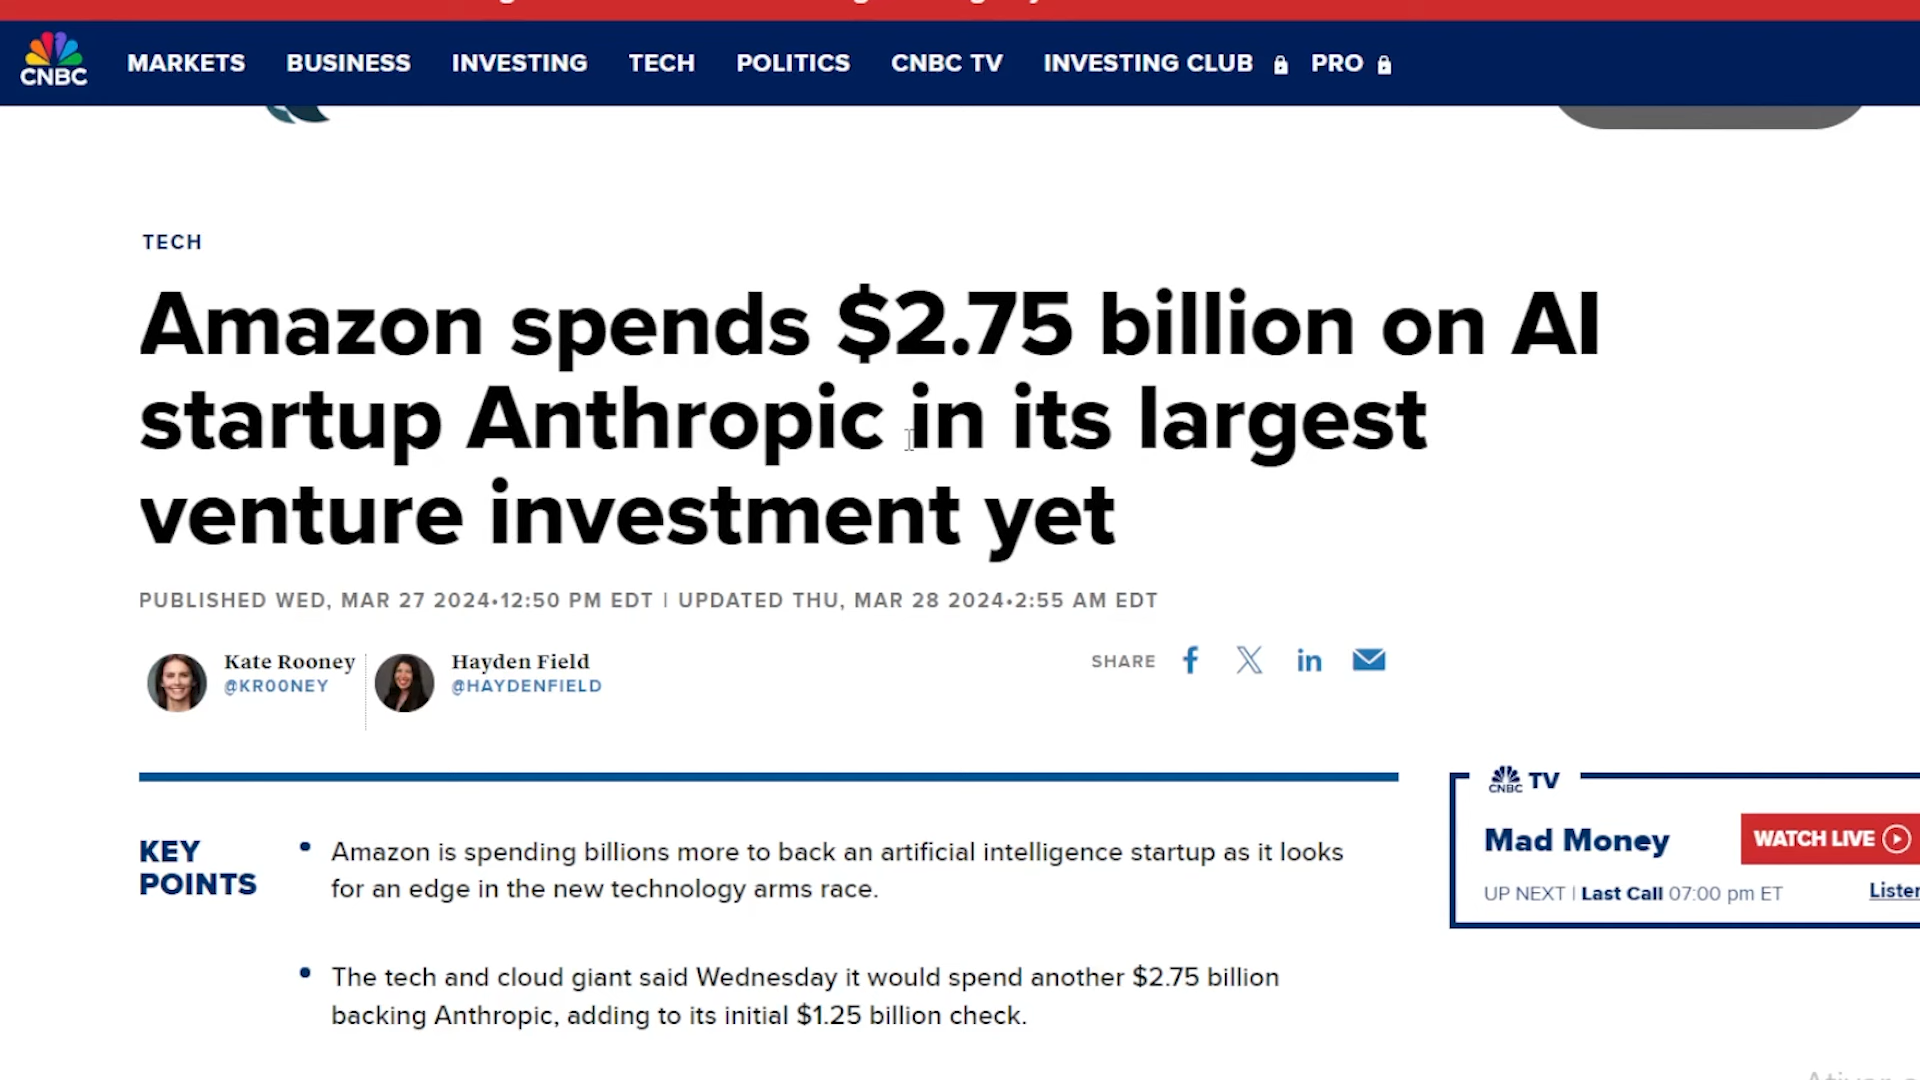 CNBC
MARKETS BUSINESS INVESTING TECH POLITICS CNBC TV INVESTING CLUB PRO
TECH
Amazon spends $2.75 billion on AI
startup Anthropic in its largest
venture investment yet
PUBLISHED WED, MAR 27 2024•12:50 PM EDT | UPDATED THU, MAR 28 2024•2:55 AM EDT
Kate Rooney
@KR00NEY
Hayden Field
@HAYDENFIELD
SHARE
KEY
POINTS
• Amazon is spending billions more to back an artificial intelligence startup as it looks
for an edge in the new technology arms race.
• The tech and cloud giant said Wednesday it would spend another $2.75 billion
backing Anthropic, adding to its initial $1.25 billion check.
CNBC TV
Mad Money
WATCH LIVE
UP NEXT | Last Call 07:00 pm ET